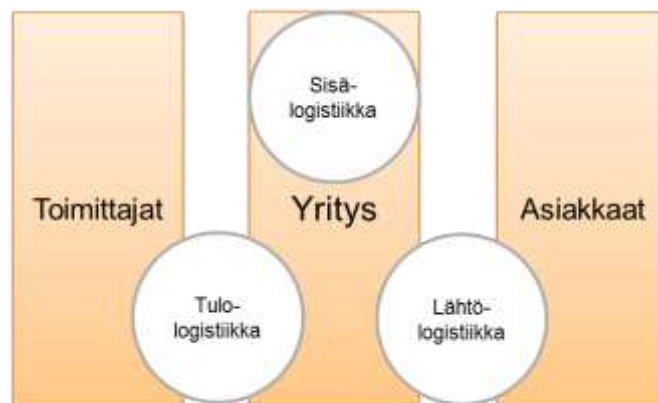 Sisä-
logistiikka
Toimittajat
Yritys
Asiakkaat
Tulo-
logistiikka
Lähtö-
logistiikka